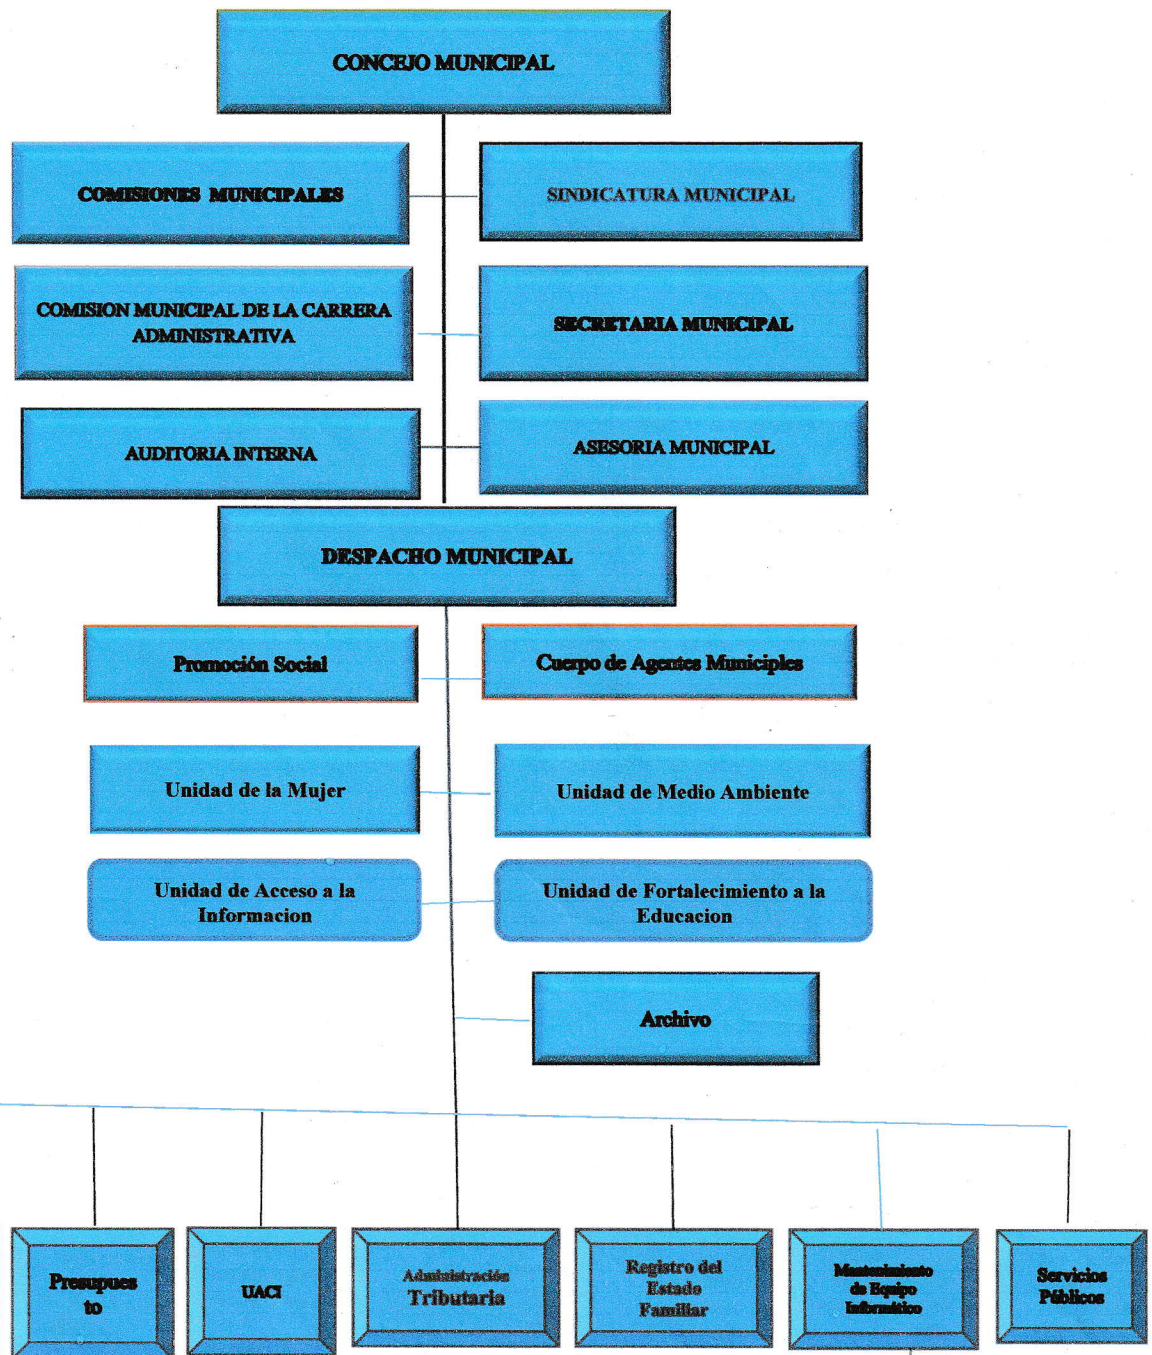 CONCEJO MUNICIPAL
COMISIONES MUNICIPALES
SINDICATURA MUNICIPAL
COMISION MUNICIPAL DE LA CARRERA
ADMINISTRATIVA
SECRETARIA MUNICIPAL
AUDITORIA INTERNA
ASESORIA MUNICIPAL
DESPACHO MUNICIPAL
Promoción Social
Cuerpo de Agentes Municiples
Unidad de la Mujer
Unidad de Medio Ambiente
Unidad de Acceso a la
Informacion
Unidad de Fortalecimiento a la
Educacion
Archivo
Presupues
to
UACI
Administración
Tributaria
Registro del
Estado
Familiar
Mantenimiento
de Equipo
Informático
Servicios
Públicos